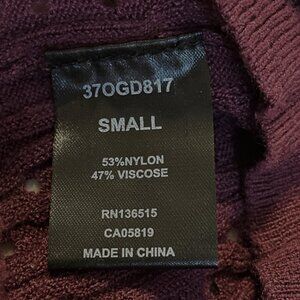 37OGD817
SMALL
53%NYLON
47% VISCOSE
RN136515
CA05819
MADE IN CHINA